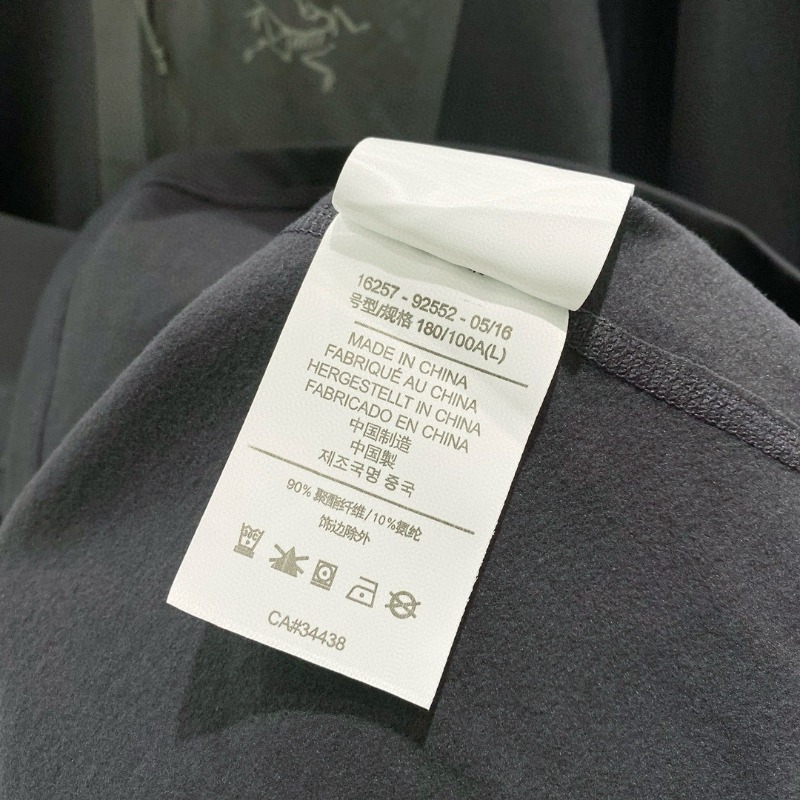 16257 - 92552 - 05/16
号型/规格 180/100A(L)
MADE IN CHINA
FABRIQUÉ AU CHINA
HERGESTELLT IN CHINA
FABRICADO EN CHINA
中国制造
中国製
제조국명 중국
90% 聚酯纤维/10%氨纶
饰边除外
CA#34438